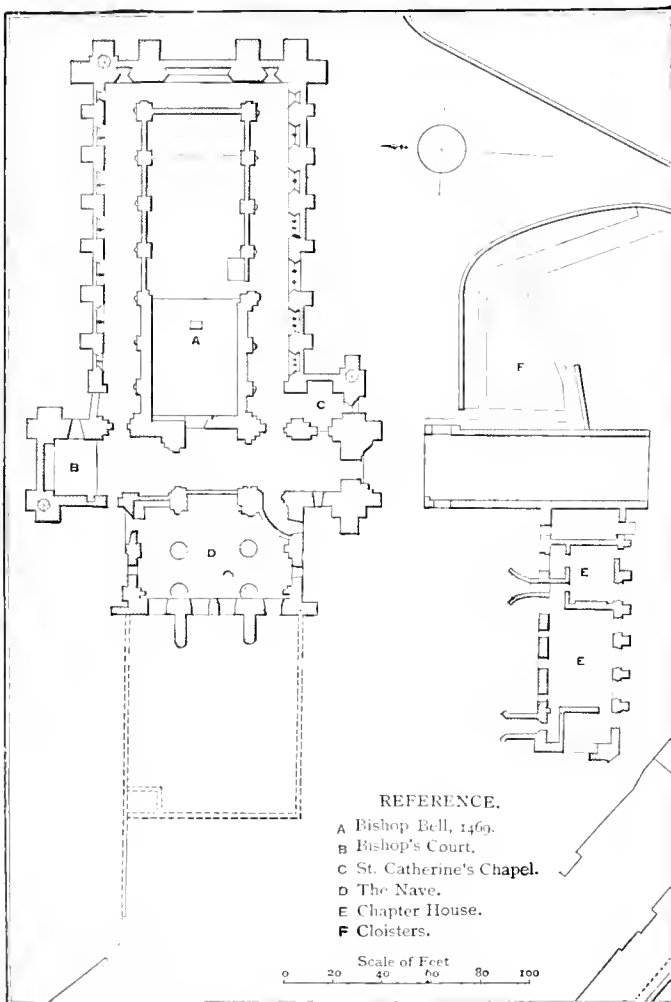 A
B
C
D
E
E
F
REFERENCE.
A Bishop Bell, 1469.
B Bishop's Court.
C St. Catherine's Chapel.
D The Nave.
E Chapter House.
F Cloisters.
Scale of Feet
0 20 40 60 80 100